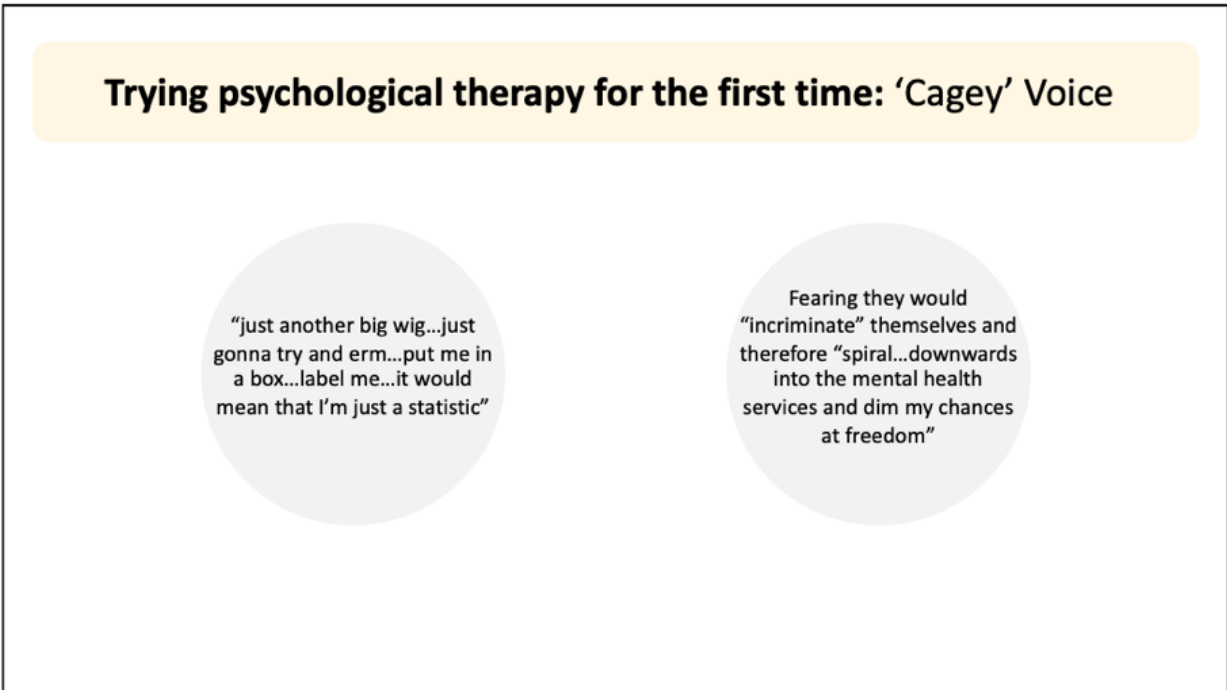 Trying psychological therapy for the first time: ‘Cagey’ Voice
“just another big wig...just
gonna try and erm...put me in
a box...label me...it would
mean that I’m just a statistic”
Fearing they would
“incriminate” themselves and
therefore “spiral...downwards
into the mental health
services and dim my chances
at freedom”